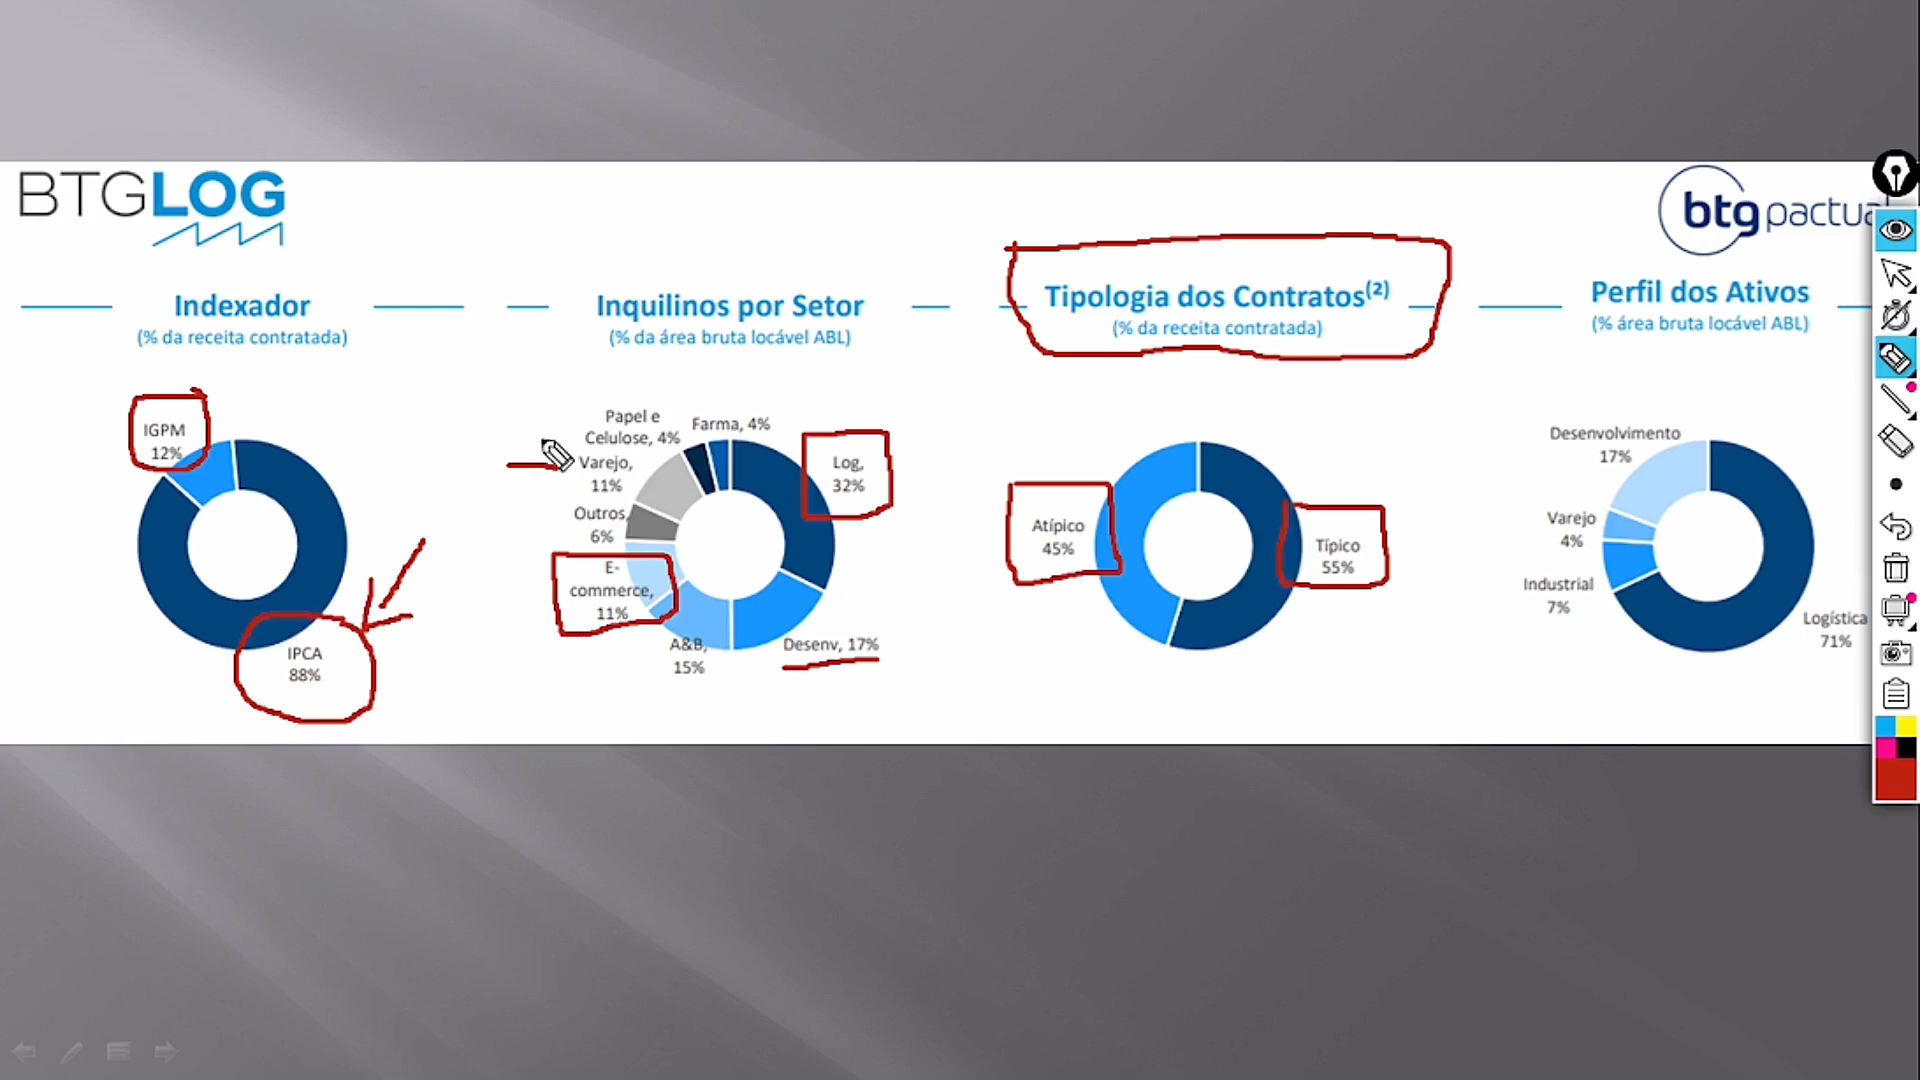 BTGLOG
btgpactua
Indexador
(% da receita contratada)
IGPM
12%
IPCA
88%
Inquilinos por Setor
(% da área bruta locável ABL)
Papel e
Celulose, 4%
Farma, 4%
Varejo,
11%
Log,
32%
Outros,
6%
E-
commerce,
11%
A&B,
15%
Desenv, 17%
Tipologia dos Contratos(2)
(% da receita contratada)
Atípico
45%
Típico
55%
Perfil dos Ativos
(% área bruta locável ABL)
Desenvolvimento
17%
Varejo
4%
Industrial
7%
Logística
71%